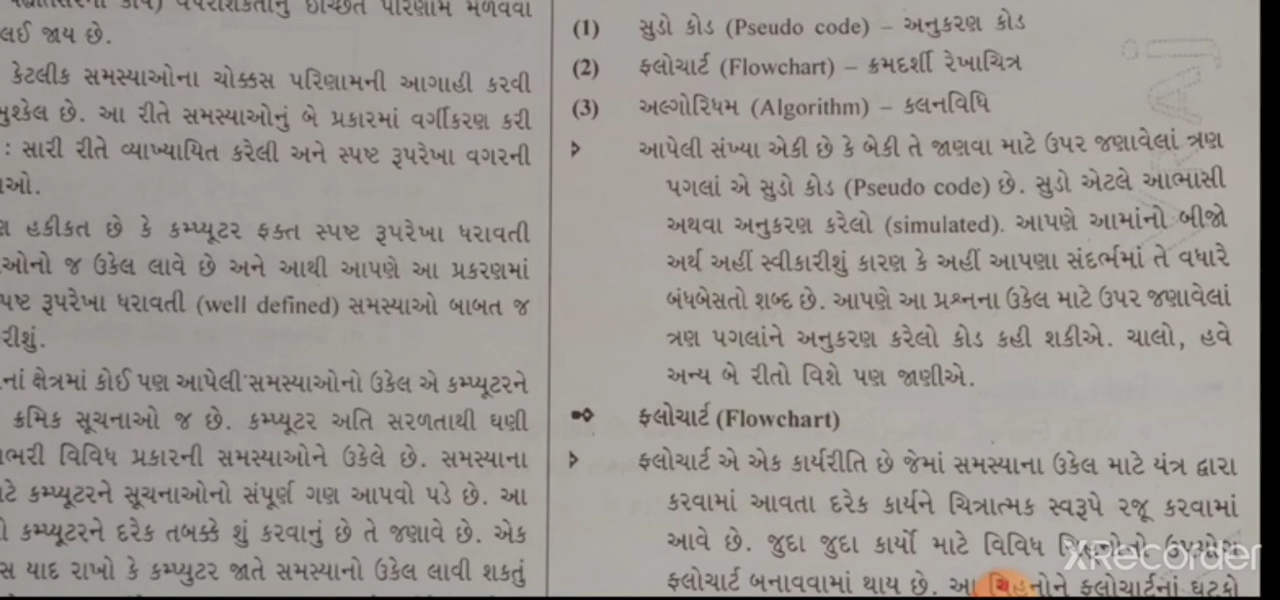 લઈ જાય છે.
કેટલીક સમસ્યાઓના ચોક્કસ પરિણામની આગાહી કરવી
મુશ્કેલ છે. આ રીતે સમસ્યાઓનું બે પ્રકારમાં વર્ગીકરણ કરી
: સારી રીતે વ્યાખ્યાયિત કરેલી અને સ્પષ્ટ રૂપરેખા વગરની
હકીકત છે કે કમ્પ્યૂટર ફક્ત સ્પષ્ટ રૂપરેખા ધરાવતી
ઓનો જ ઉકેલ લાવે છે અને આથી આપણે આ પ્રકરણમાં
રૂપરેખા ધરાવતી (well defined) સમસ્યાઓ બાબત જ
ક્ષેત્રમાં કોઈ પણ આપેલી સમસ્યાઓનો ઉકેલ એ કમ્પ્યૂટરને
ક્રમિક સૂચનાઓ જ છે. કમ્પ્યૂટર અતિ સરળતાથી ઘણી
વિવિધ પ્રકારની સમસ્યાઓને ઉકેલે છે. સમસ્યાના
કમ્પ્યૂટરને સૂચનાઓનો સંપૂર્ણ ગણ આપવો પડે છે. આ
કમ્પ્યૂટરને દરેક તબક્કે શું કરવાનું છે તે જણાવે છે. એક
યાદ રાખો કે કમ્પ્યુટર જાતે સમસ્યાનો ઉકેલ લાવી શકતું
(1) સુડો કોડ (Pseudo code) – અનુકરણ કોડ
(2) ફલોચાર્ટ (Flowchart) – ક્રમદર્શી રેખાચિત્ર
(3) અલ્ગોરિધમ (Algorithm) – કલનવિધિ
આપેલી સંખ્યા એકી છે કે બેકી તે જાણવા માટે ઉપર જણાવેલાં ત્રણ
પગલાં એ સુડો કોડ (Pseudo code) છે. સુડો એટલે આભાસી
અથવા અનુકરણ કરેલો (simulated). આપણે આમાંનો બીજો
અર્થ અહીં સ્વીકારીશું કારણ કે અહીં આપણા સંદર્ભમાં તે વધારે
બંધબેસતો શબ્દ છે. આપણે આ પ્રશ્નના ઉકેલ માટે ઉપર જણાવેલાં
ત્રણ પગલાંને અનુકરણ કરેલો કોડ કહી શકીએ. ચાલો, હવે
અન્ય બે રીતો વિશે પણ જાણીએ.
ફલોચાર્ટ (Flowchart)
ફલોચાર્ટ એ એક કાર્યરીતિ છે જેમાં સમસ્યાના ઉકેલ માટે યંત્ર દ્વારા
કરવામાં આવતા દરેક કાર્યને ચિત્રાત્મક સ્વરૂપે રજૂ કરવામાં
આવે છે. જુદા જુદા કાર્યો માટે વિવિધ
ફ્લોચાર્ટ બનાવવામાં થાય છે. આ ચિહ્નોને ફ્લોચાર્ટનાં ઘટકો
XRecorder